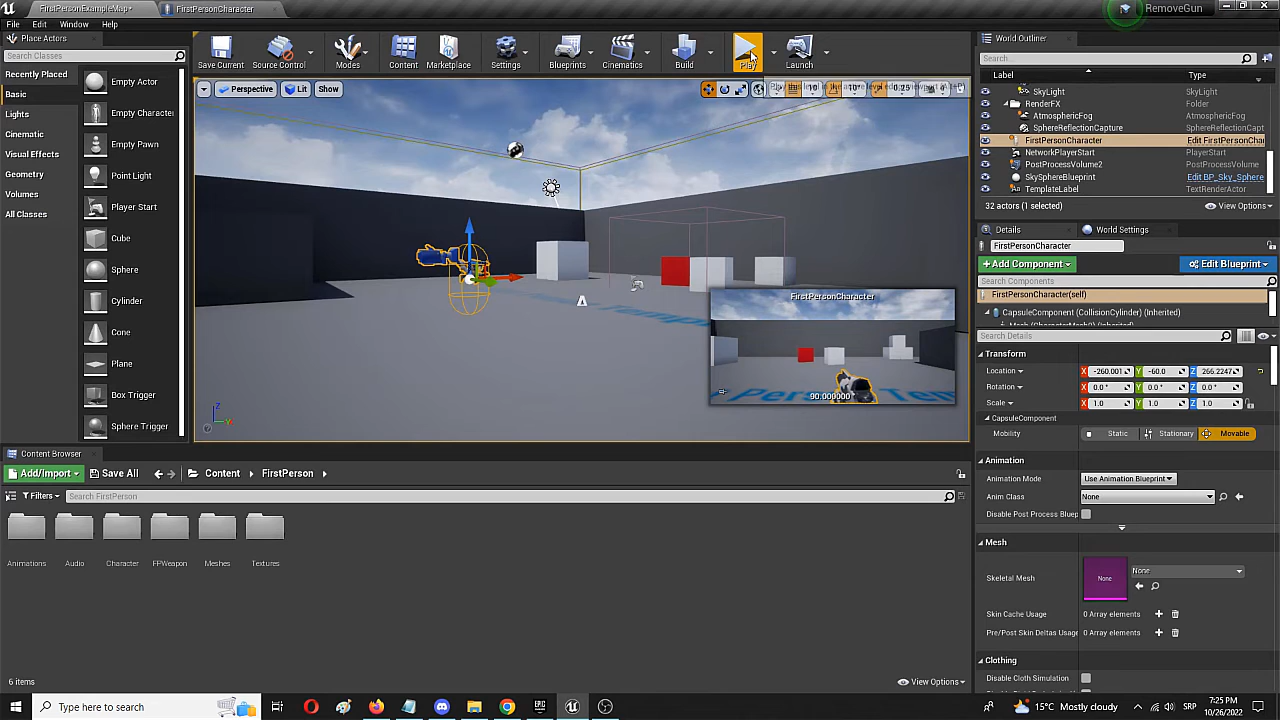 FirstPersonExampleMap*
FirstPersonCharacter
RemoveGun
File Edit Window Help
Place Actors
Search Classes
Recently Placed
Basic
Lights
Cinematic
Visual Effects
Geometry
Volumes
All Classes
Empty Actor
Empty Character
Empty Pawn
Point Light
Player Start
Cube
Sphere
Cylinder
Cone
Plane
Box Trigger
Sphere Trigger
Save Current
Source Control
Modes
Content
Marketplace
Settings
Blueprints
Cinematics
Build
Play
Launch
Perspective
Lit
Show
10°
0.25
FirstPersonCharacter
90.000000
World Outliner
Search...
Label Type
SkyLight SkyLight
RenderFX Folder
AtmosphericFog AtmosphericFog
SphereReflectionCapture SphereReflectionCapt
FirstPersonCharacter Edit FirstPersonChar
NetworkPlayerStart PlayerStart
PostProcessVolume2 PostProcessVolume
SkySphereBlueprint Edit BP_Sky_Sphere
TemplateLabel TextRenderActor
32 actors (1 selected)
View Options
Details
World Settings
FirstPersonCharacter
+Add Component
Edit Blueprint
Search Components
FirstPersonCharacter(self)
CapsuleComponent (CollisionCylinder) (Inherited)
Mesh (CharacterMesh0) (Inherited)
Search Details
Transform
Location X -260.001 Y -60.0 Z 266.2247
Rotation X 0.0° Y 0.0° Z 0.0°
Scale X 1.0 Y 1.0 Z 1.0
CapsuleComponent
Mobility Static Stationary Movable
Animation
Animation Mode Use Animation Blueprint
Anim Class None
Disable Post Process Bluep
Mesh
Skeletal Mesh None None
Skin Cache Usage 0 Array elements
Pre/Post Skin Deltas Usage 0 Array elements
Clothing
Disable Cloth Simulation
Content Browser
Add/Import
Save All
Content
FirstPerson
Filters
Search FirstPerson
Animations
Audio
Character
FPWeapon
Meshes
Textures
6 items
View Options
Type here to search
15°C Mostly cloudy
SRP
7:25 PM
10/26/2022